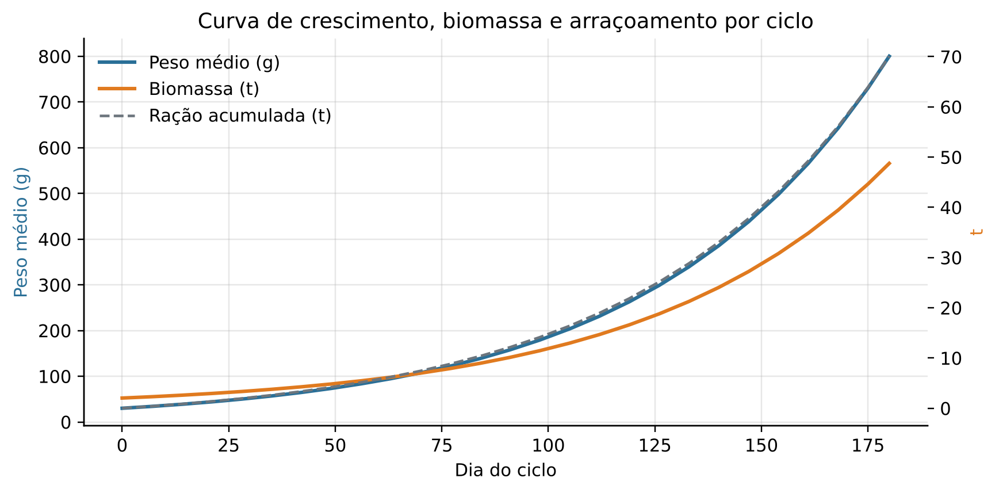 Curva de crescimento, biomassa e arraçoamento por ciclo
Peso médio (g)
Biomassa (t)
Ração acumulada (t)
Peso médio (g)
800
700
600
500
400
300
200
100
0
70
60
50
40
30
20
10
0
t
0 25 50 75 100 125 150 175
Dia do ciclo